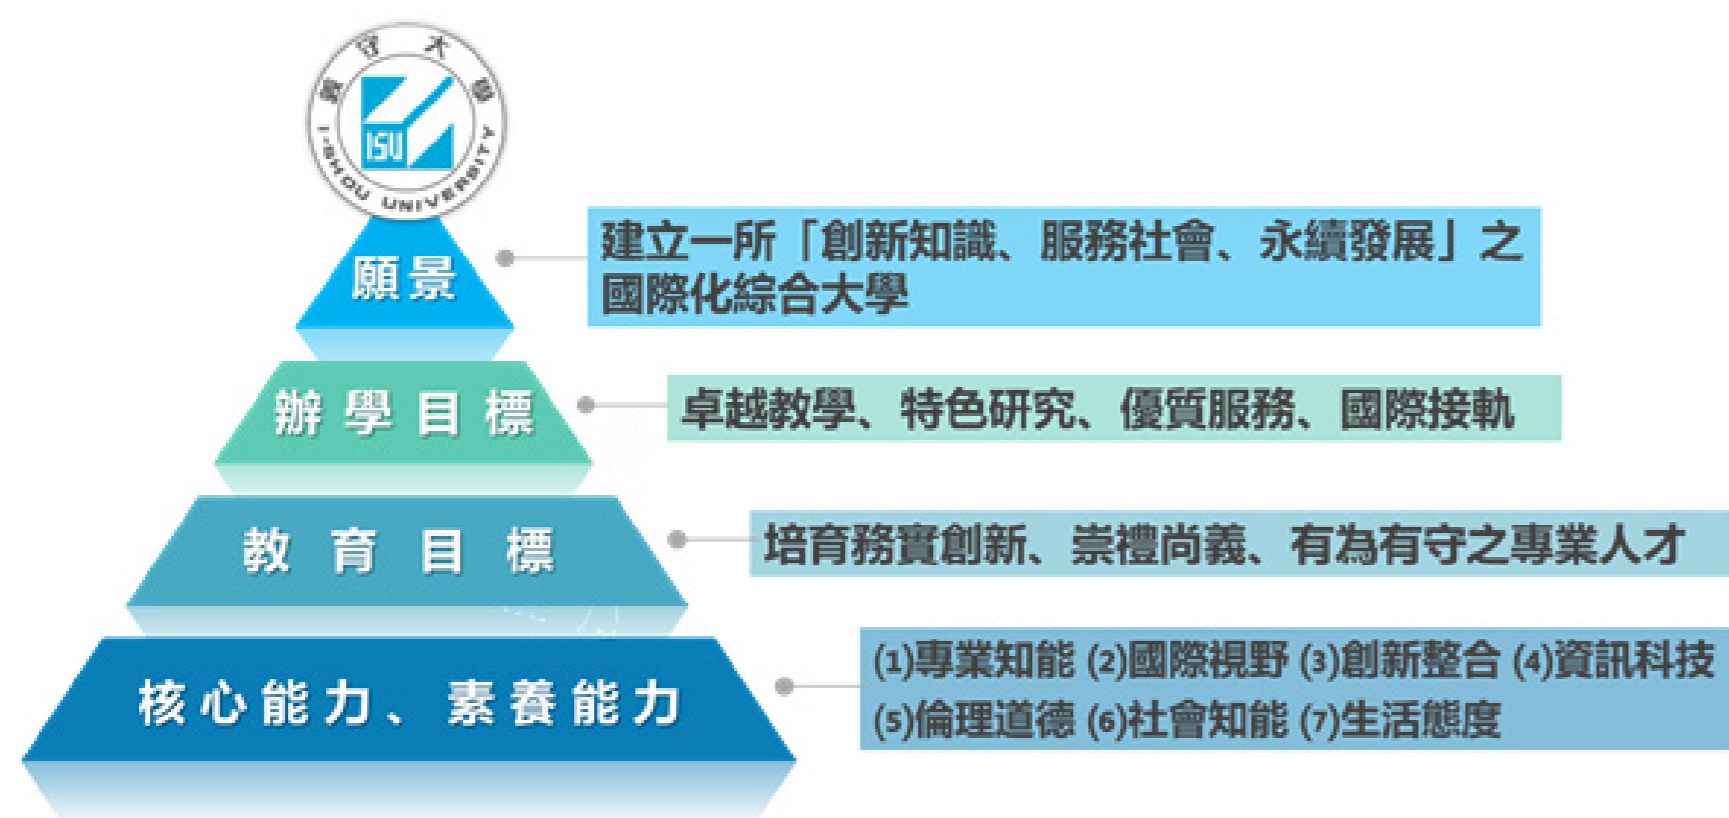 義守大學
I-SHOU UNIVERSITY
ISU
願景
建立一所「創新知識、服務社會、永續發展」之
國際化綜合大學
辦學目標
卓越教學、特色研究、優質服務、國際接軌
教育目標
培育務實創新、崇禮尚義、有為有守之專業人才
核心能力、素養能力
(1)專業知能 (2)國際視野 (3)創新整合 (4)資訊科技
(5)倫理道德 (6)社會知能 (7)生活態度